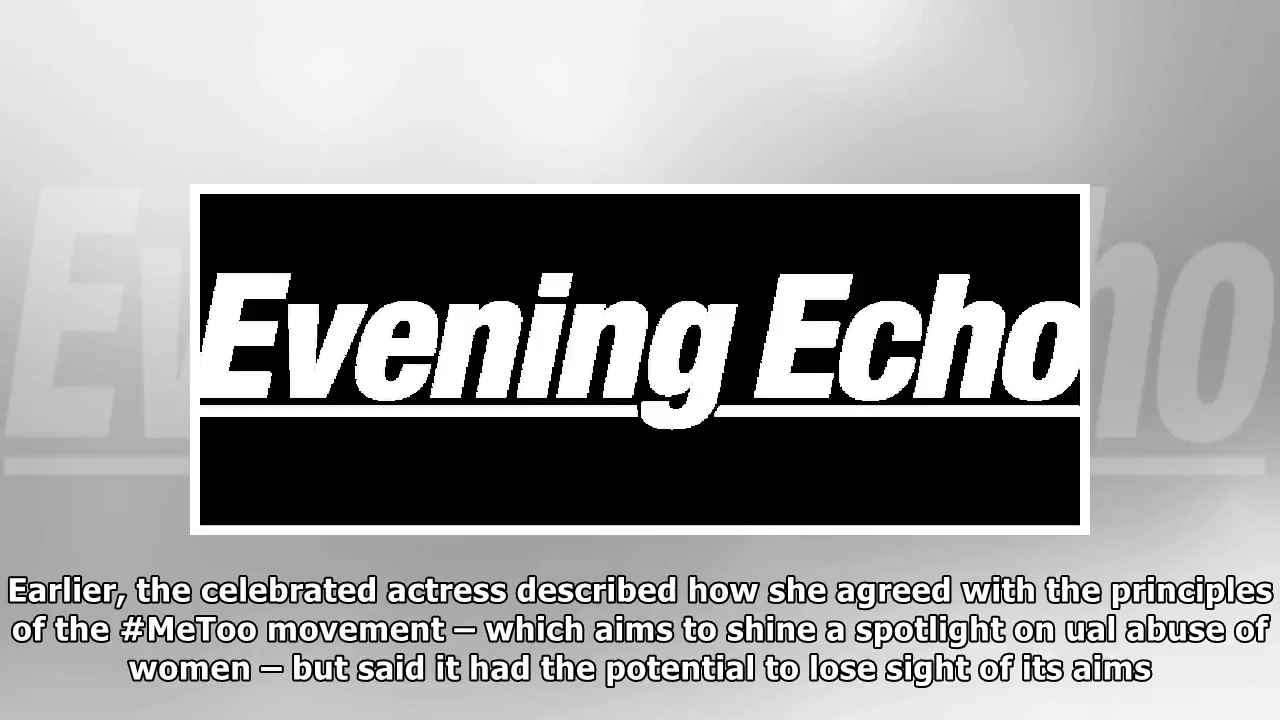 Evening Echo
Earlier, the celebrated actress described how she agreed with the principles
of the #MeToo movement – which aims to shine a spotlight on ual abuse of
women – but said it had the potential to lose sight of its aims